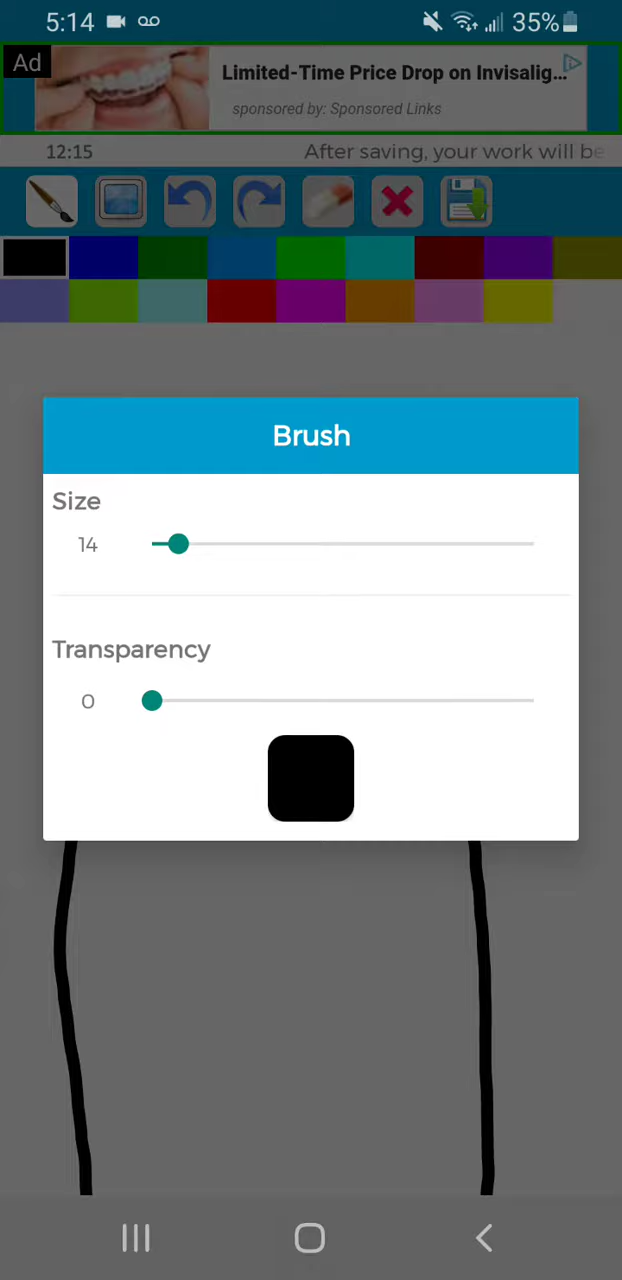 5:14
35%
Ad
Limited-Time Price Drop on Invisalig...
sponsored by: Sponsored Links
12:15
After saving, your work will be
Brush
Size
14
Transparency
0